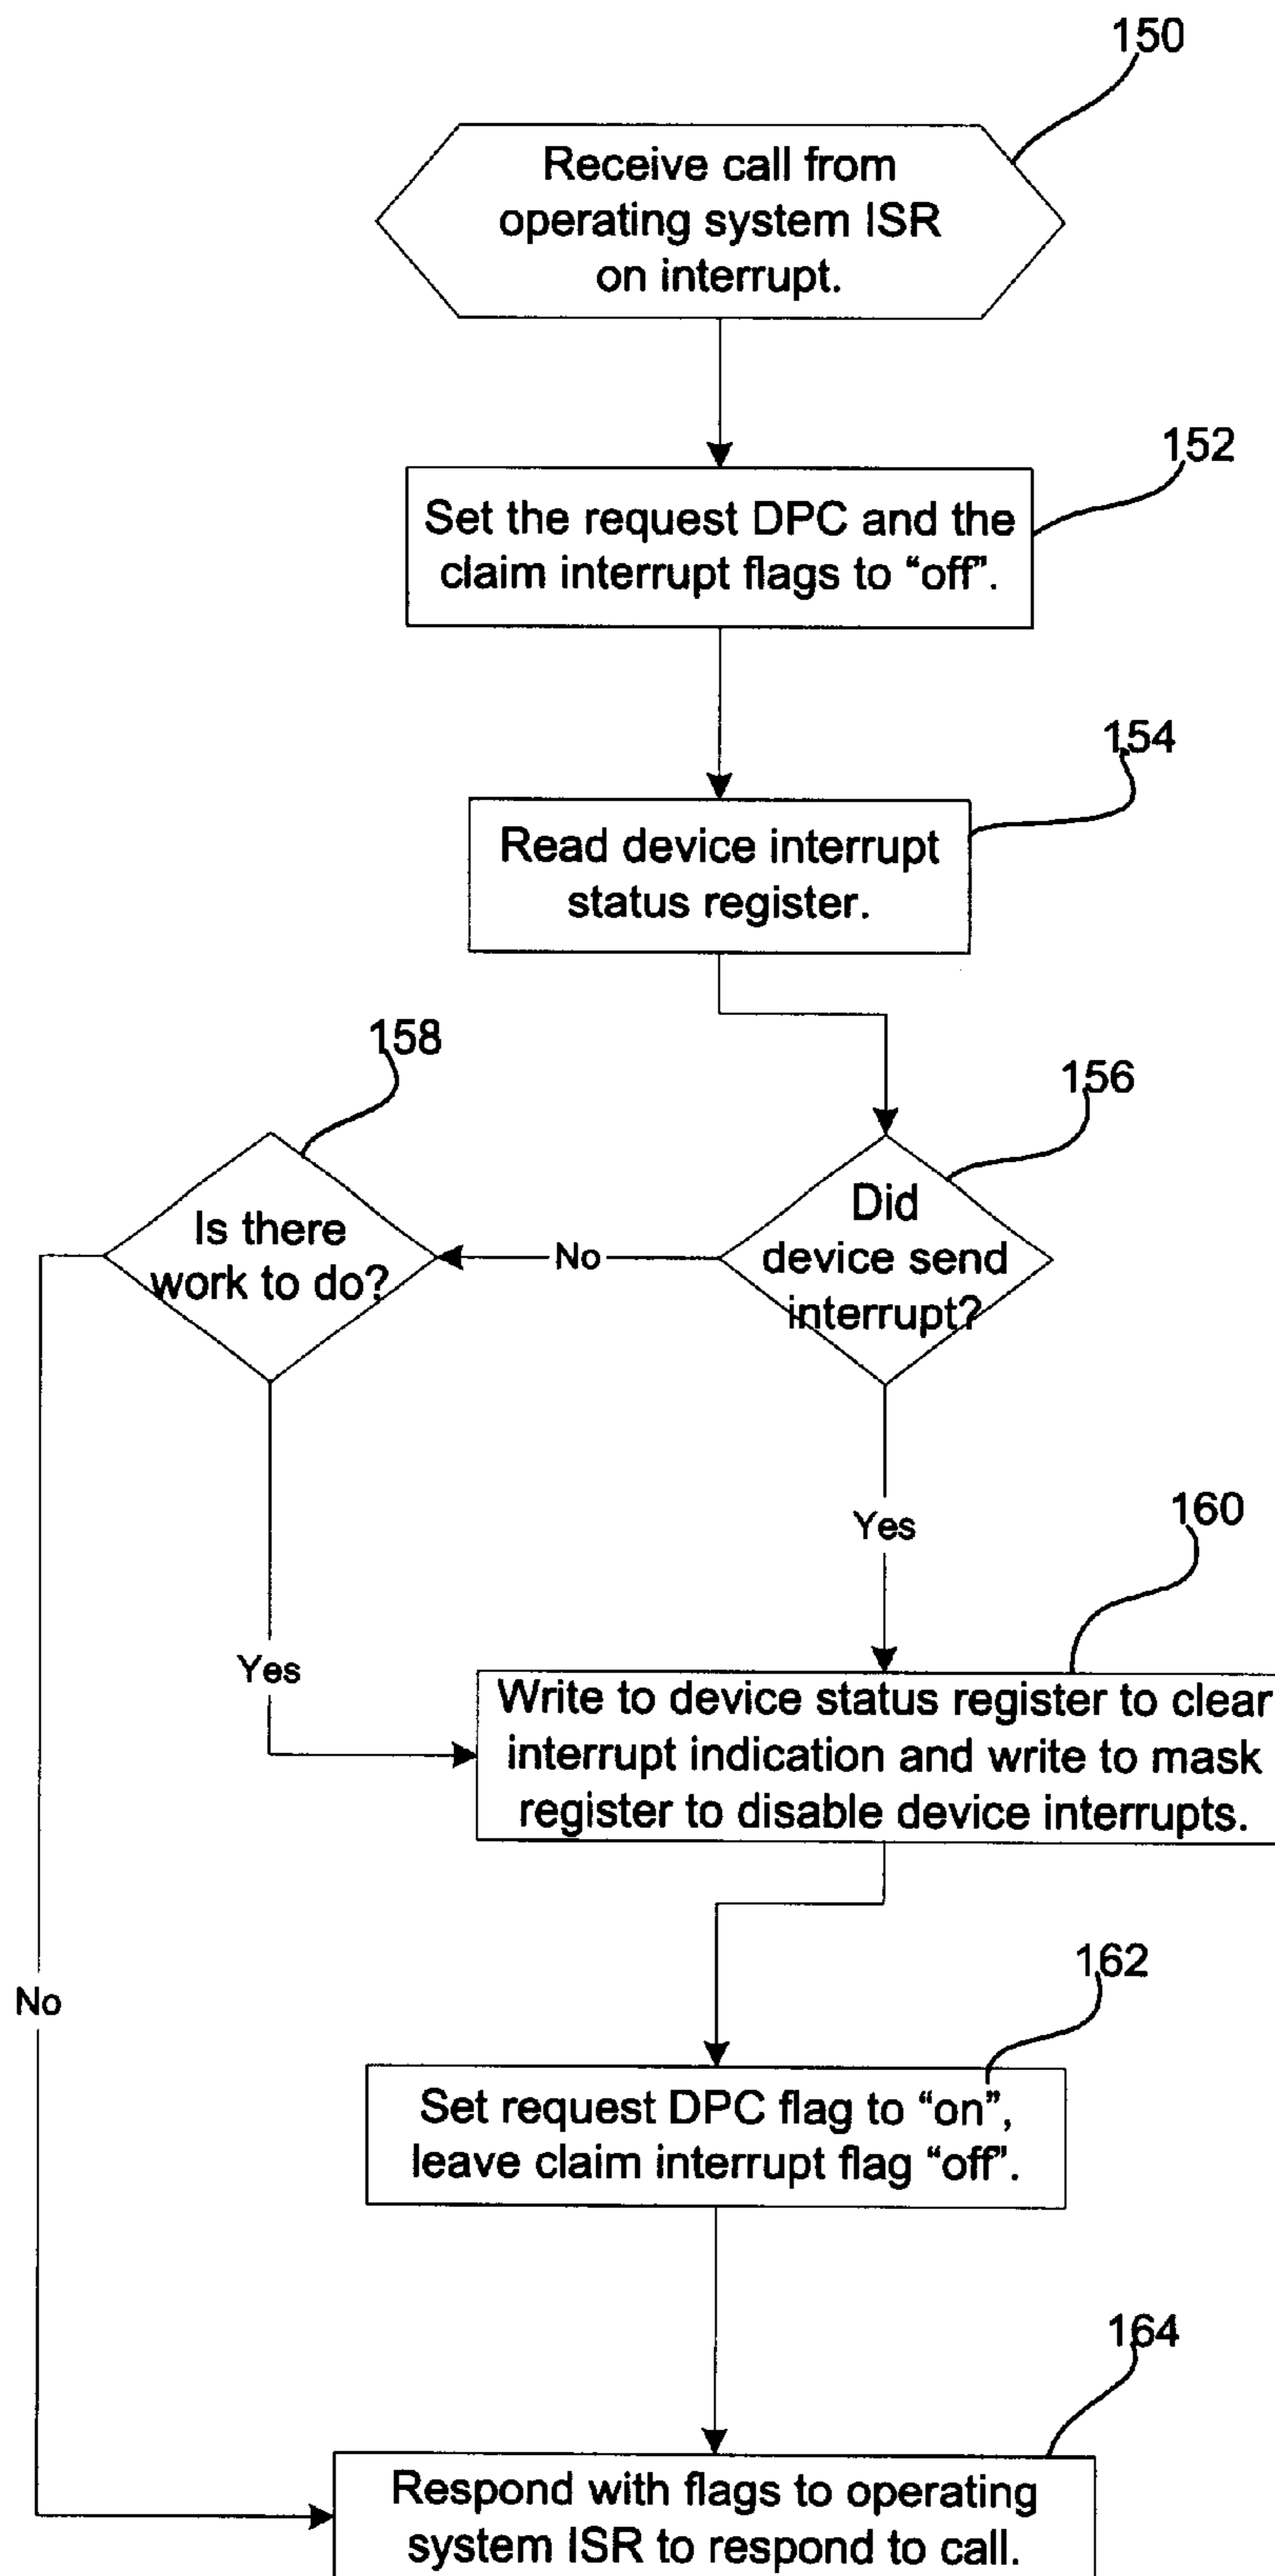 150
Receive call from
operating system ISR
on interrupt.
152
Set the request DPC and the
claim interrupt flags to “off”.
154
Read device interrupt
status register.
158
156
Is there
work to do?
No
Did
device send
interrupt?
Yes
160
Yes
Write to device status register to clear
interrupt indication and write to mask
register to disable device interrupts.
No
162
Set request DPC flag to “on”,
leave claim interrupt flag “off”.
164
Respond with flags to operating
system ISR to respond to call.